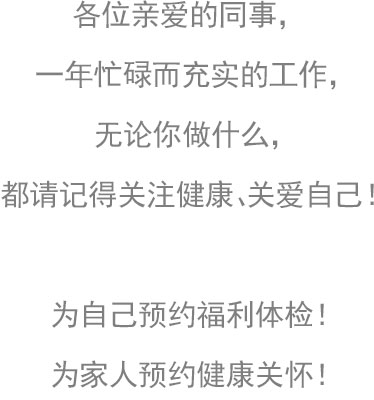 各位亲爱的同事，
一年忙碌而充实的工作，
无论你做什么，
都请记得关注健康、关爱自己！
为自己预约福利体检！
为家人预约健康关怀！